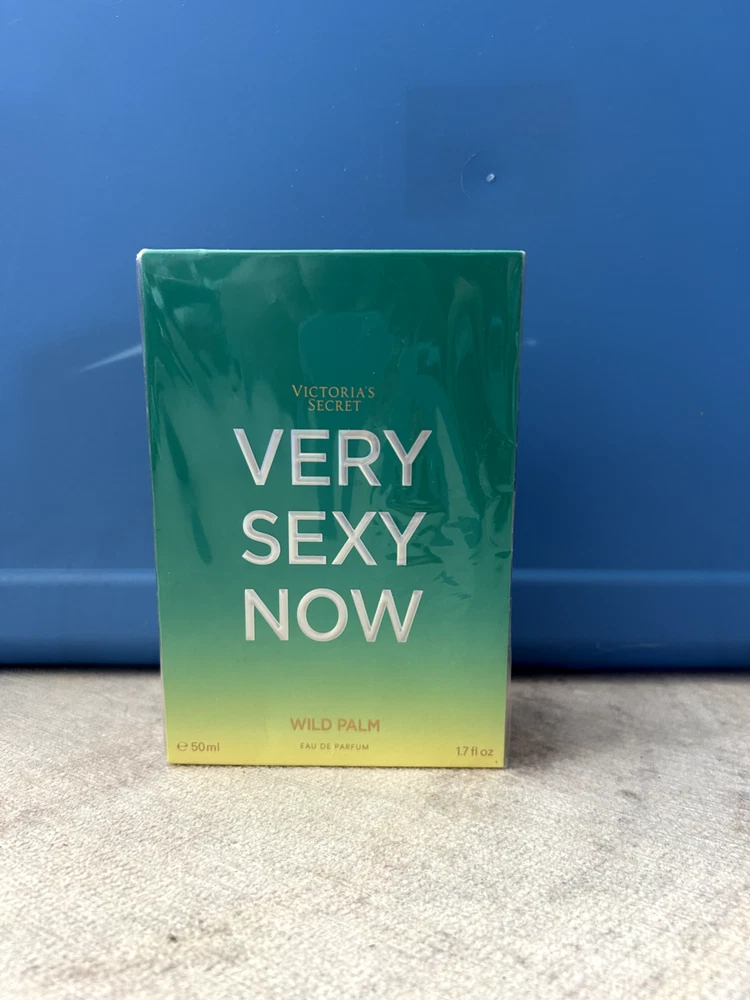 VICTORIA'S
SECRET
VERY
SEXY
NOW
WILD PALM
EAU DE PARFUM
℮ 50ml
1.7 fl oz